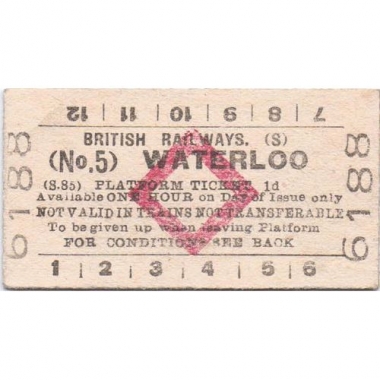 12 | 11 | 10 | 9 | 8 | 7
BRITISH RAILWAYS. (S)
(No.5) WATERLOO
(S.85) PLATFORM TICKET 1d
Available ONE HOUR on Day of Issue only
NOT VALID IN TRAINS NOT TRANSFERABLE
To be given up when leaving Platform
FOR CONDITIONS SEE BACK
1 | 2 | 3 | 4 | 5 | 6
6188
6188